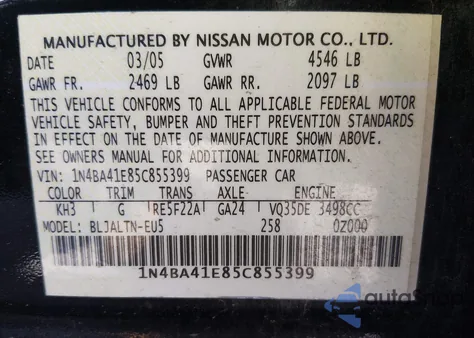 MANUFACTURED BY NISSAN MOTOR CO., LTD.
DATE 03/05 GVWR 4546 LB
GAWR FR. 2469 LB GAWR RR. 2097 LB
THIS VEHICLE CONFORMS TO ALL APPLICABLE FEDERAL MOTOR
VEHICLE SAFETY, BUMPER AND THEFT PREVENTION STANDARDS
IN EFFECT ON THE DATE OF MANUFACTURE SHOWN ABOVE.
SEE OWNERS MANUAL FOR ADDITIONAL INFORMATION.
VIN: 1N4BA41E85C855399 PASSENGER CAR
COLOR TRIM TRANS AXLE ENGINE
KH3 G RE5F22A GA24 VQ35DE 3498CC
MODEL: BLJALTN-EU5 258 0Z000
1N4BA41E85C855399